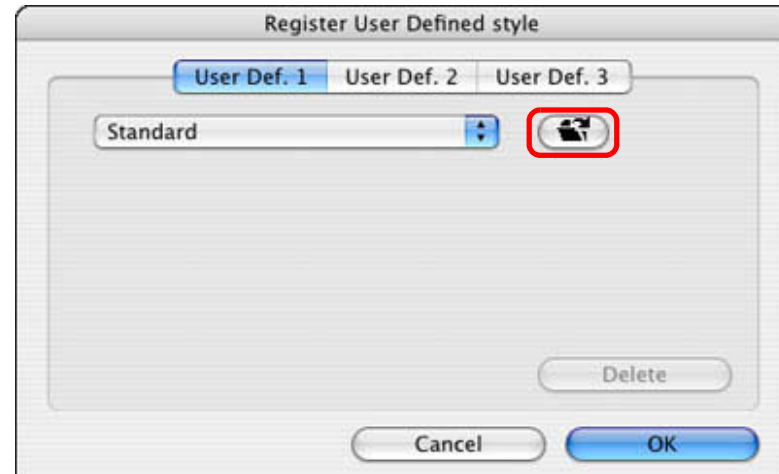 Register User Defined style
User Def. 1 User Def. 2 User Def. 3
Standard
Delete
Cancel OK